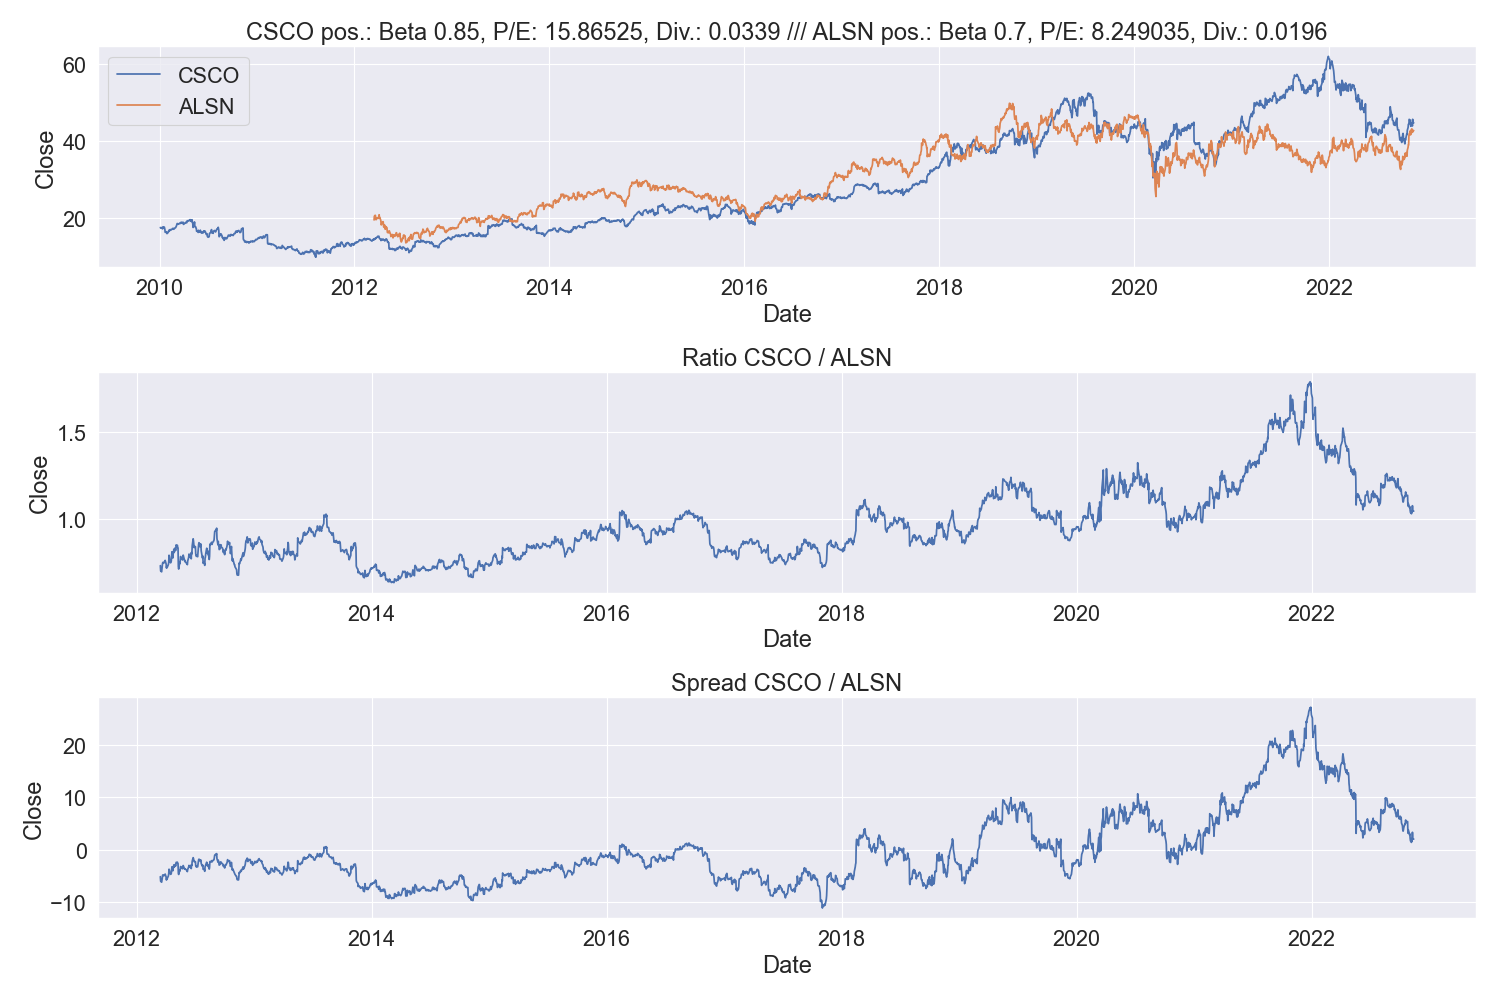 CSCO pos.: Beta 0.85, P/E: 15.86525, Div.: 0.0339 /// ALSN pos.: Beta 0.7, P/E: 8.249035, Div.: 0.0196
CSCO
ALSN
Close
60
40
20
2010 2012 2014 2016 2018 2020 2022
Date
Ratio CSCO / ALSN
Close
1.5
1.0
2012 2014 2016 2018 2020 2022
Date
Spread CSCO / ALSN
Close
20
10
0
−10
2012 2014 2016 2018 2020 2022
Date